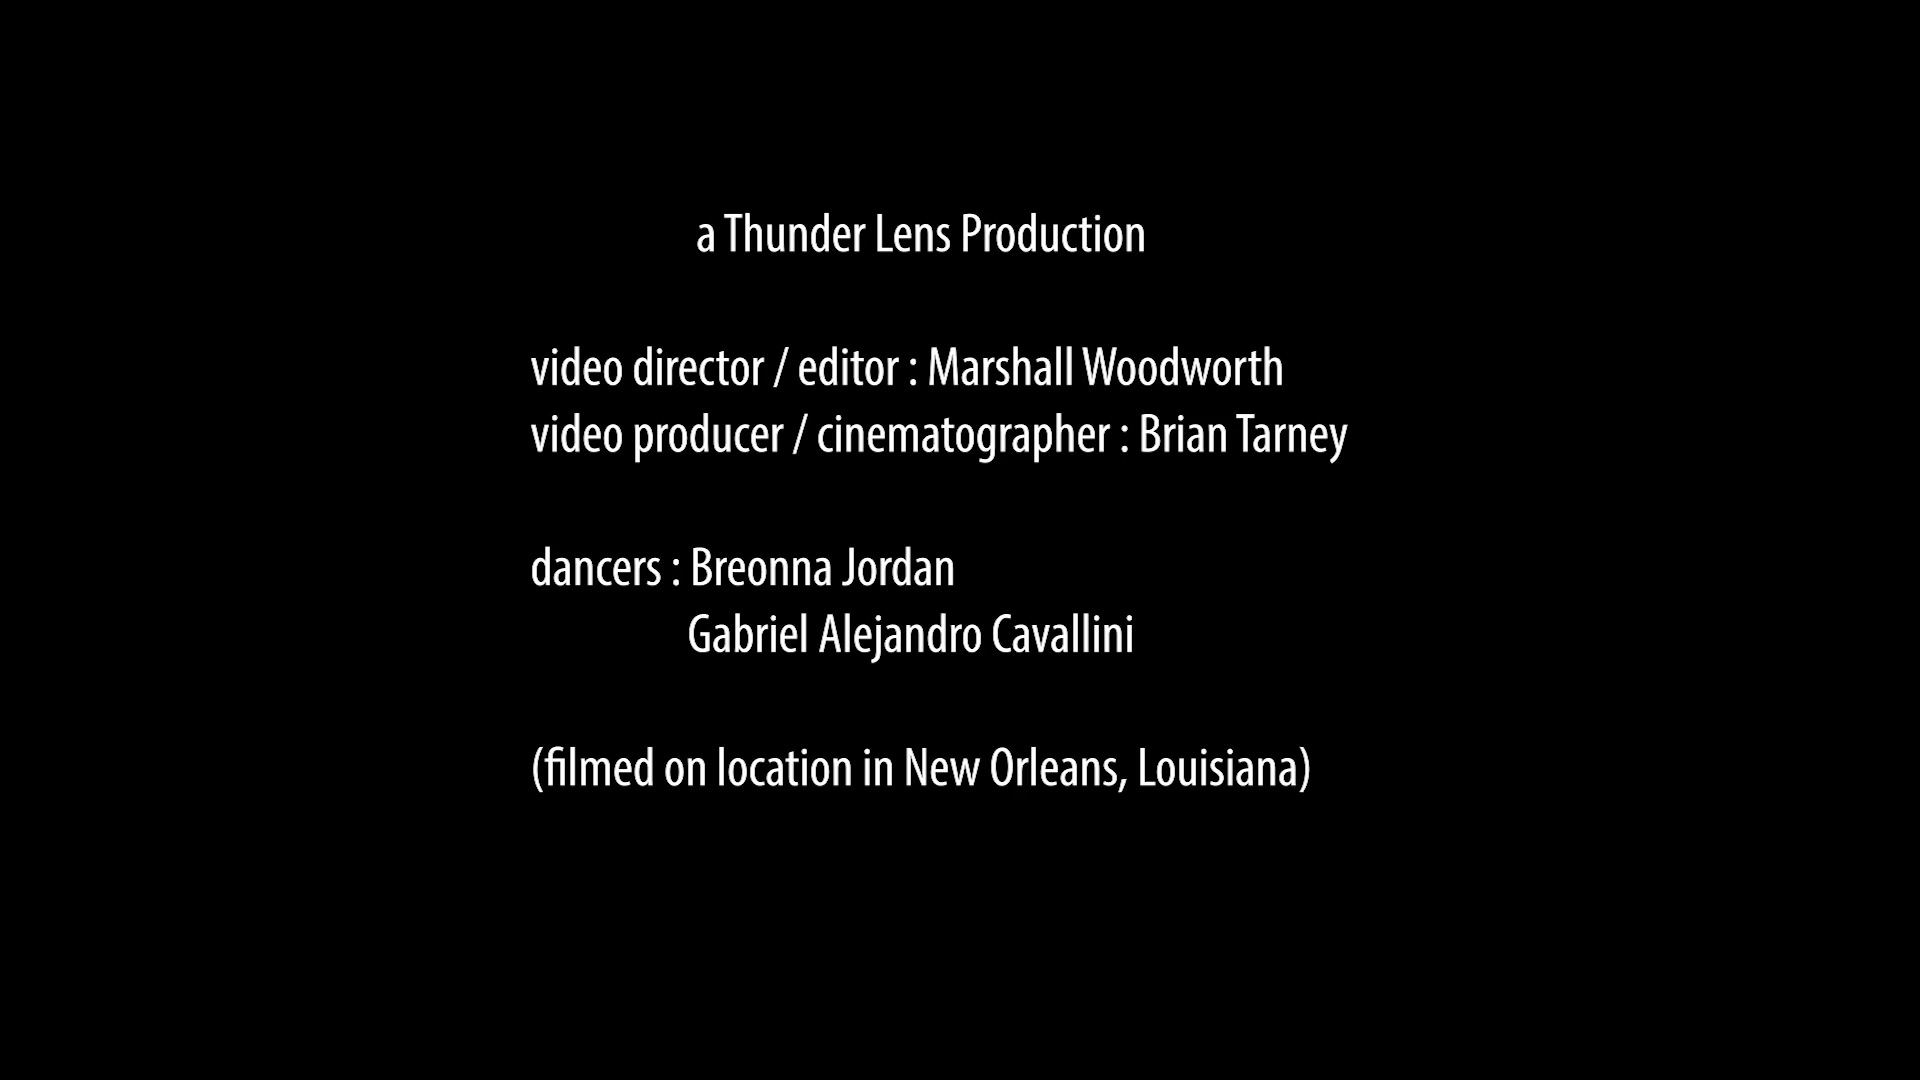 a Thunder Lens Production
video director / editor : Marshall Woodworth
video producer / cinematographer : Brian Tarney
dancers : Breonna Jordan
Gabriel Alejandro Cavallini
(filmed on location in New Orleans, Louisiana)